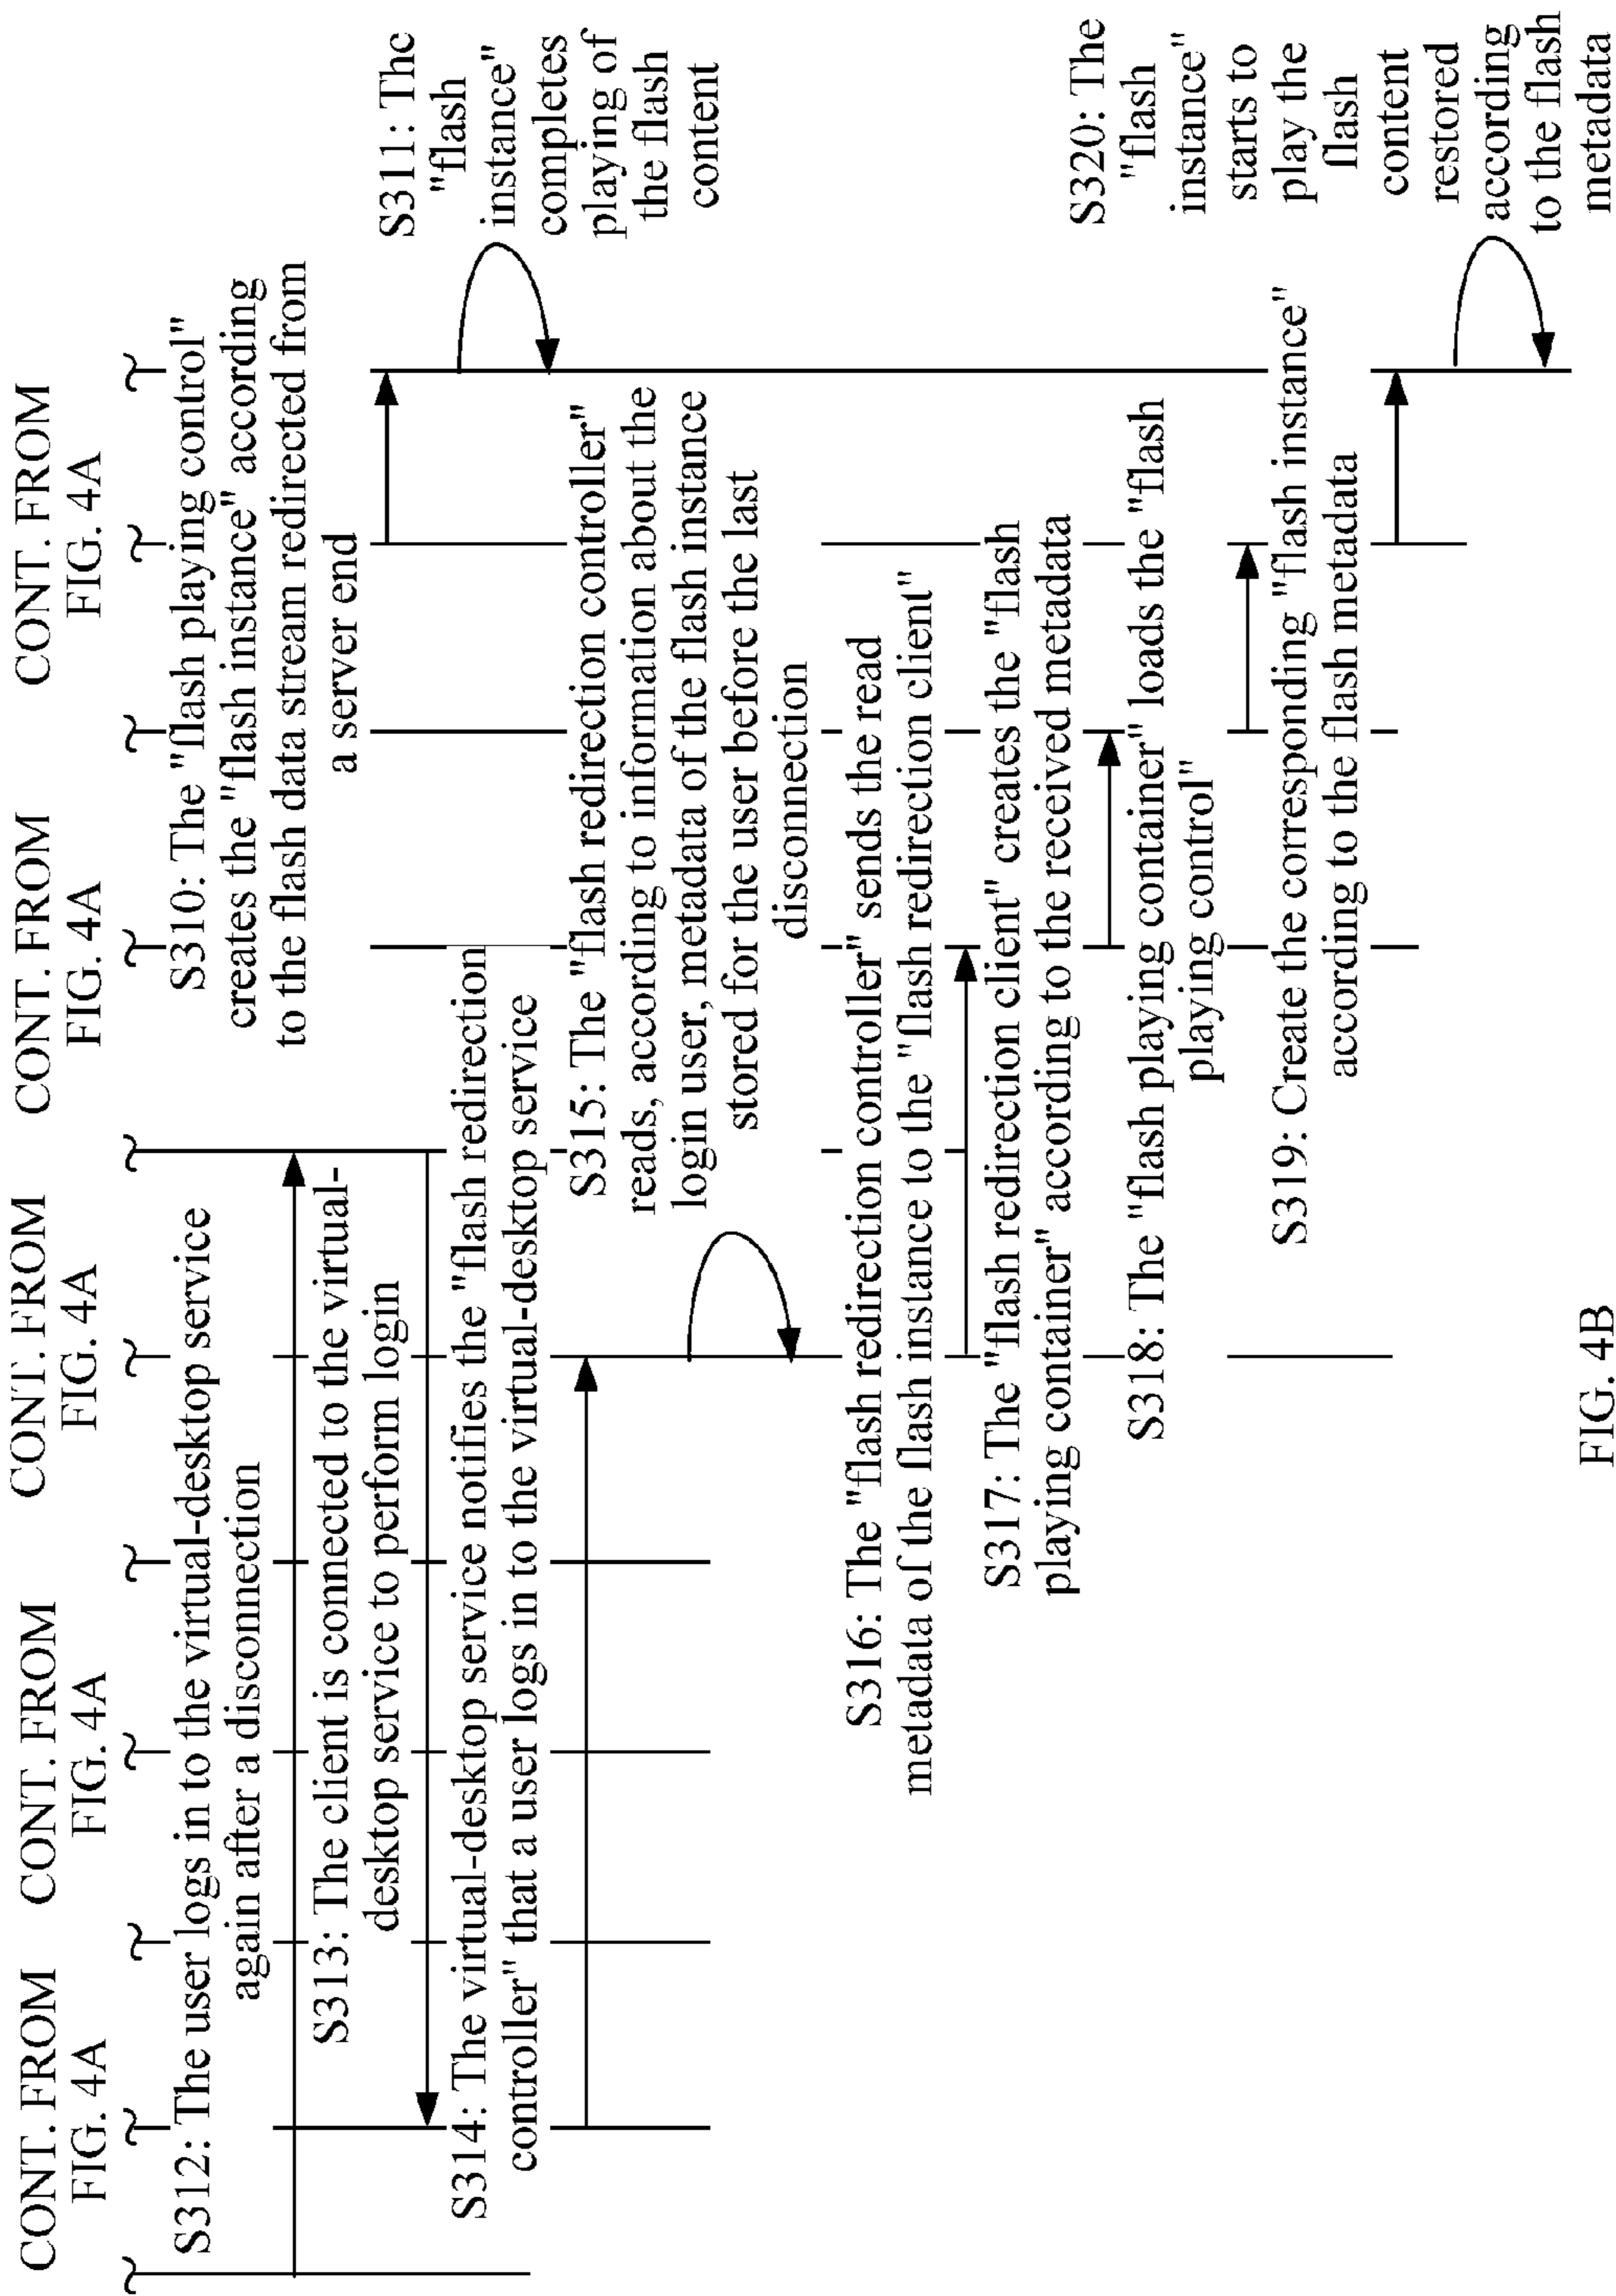 CONT. FROM
FIG. 4A
CONT. FROM
FIG. 4A
CONT. FROM
FIG. 4A
CONT. FROM
FIG. 4A
CONT. FROM
FIG. 4A
S310: The "flash playing control"
creates the "flash instance" according
to the flash data stream redirected from
a server end
S311: The
"flash
instance"
completes
playing of
the flash
content
S312: The user logs in to the virtual-desktop service
again after a disconnection
S313: The client is connected to the virtual-
desktop service to perform login
S314: The virtual-desktop service notifies the "flash redirection
controller" that a user logs in to the virtual-desktop service
S315: The "flash redirection controller"
reads, according to information about the
login user, metadata of the flash instance
stored for the user before the last
disconnection
S316: The "flash redirection controller" sends the read
metadata of the flash instance to the "flash redirection client"
S317: The "flash redirection client" creates the "flash
playing container" according to the received metadata
S318: The "flash playing container" loads the "flash
playing control"
S319: Create the corresponding "flash instance"
according to the flash metadata
S320: The
"flash
instance"
starts to
play the
flash
content
restored
according
to the flash
metadata
FIG. 4B